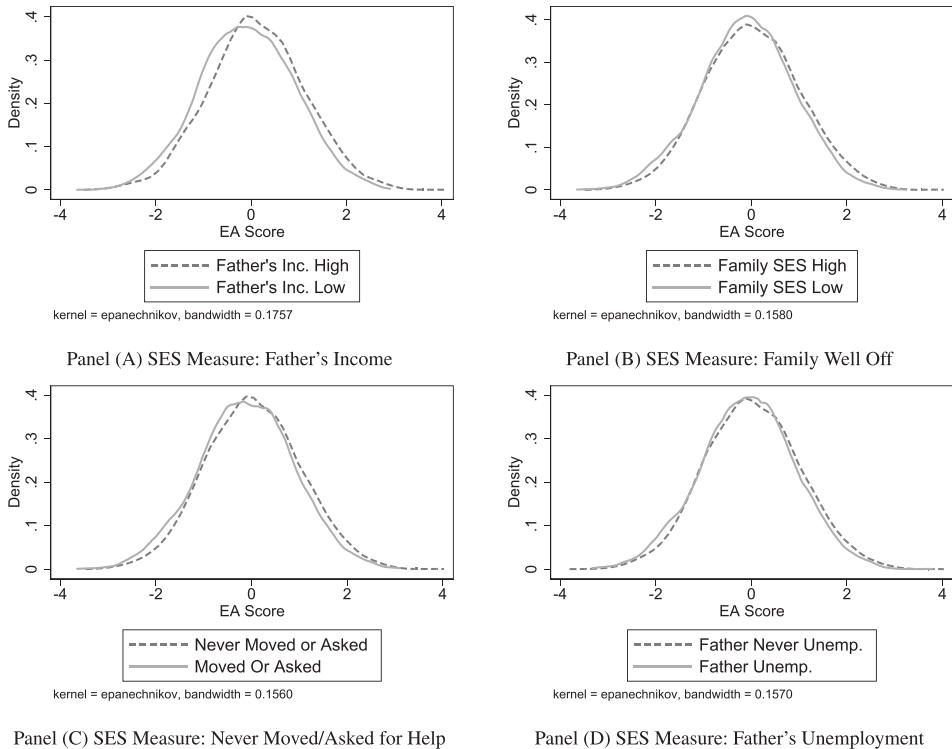 Density
.4
.3
.2
.1
0
-4 -2 0 2 4
EA Score
Father's Inc. High
Father's Inc. Low
kernel = epanechnikov, bandwidth = 0.1757
Panel (A) SES Measure: Father's Income
Density
.4
.3
.2
.1
0
-4 -2 0 2 4
EA Score
Family SES High
Family SES Low
kernel = epanechnikov, bandwidth = 0.1580
Panel (B) SES Measure: Family Well Off
Density
.4
.3
.2
.1
0
-4 -2 0 2 4
EA Score
Never Moved or Asked
Moved Or Asked
kernel = epanechnikov, bandwidth = 0.1560
Panel (C) SES Measure: Never Moved/Asked for Help
Density
.4
.3
.2
.1
0
-4 -2 0 2 4
EA Score
Father Never Unemp.
Father Unemp.
kernel = epanechnikov, bandwidth = 0.1570
Panel (D) SES Measure: Father's Unemployment